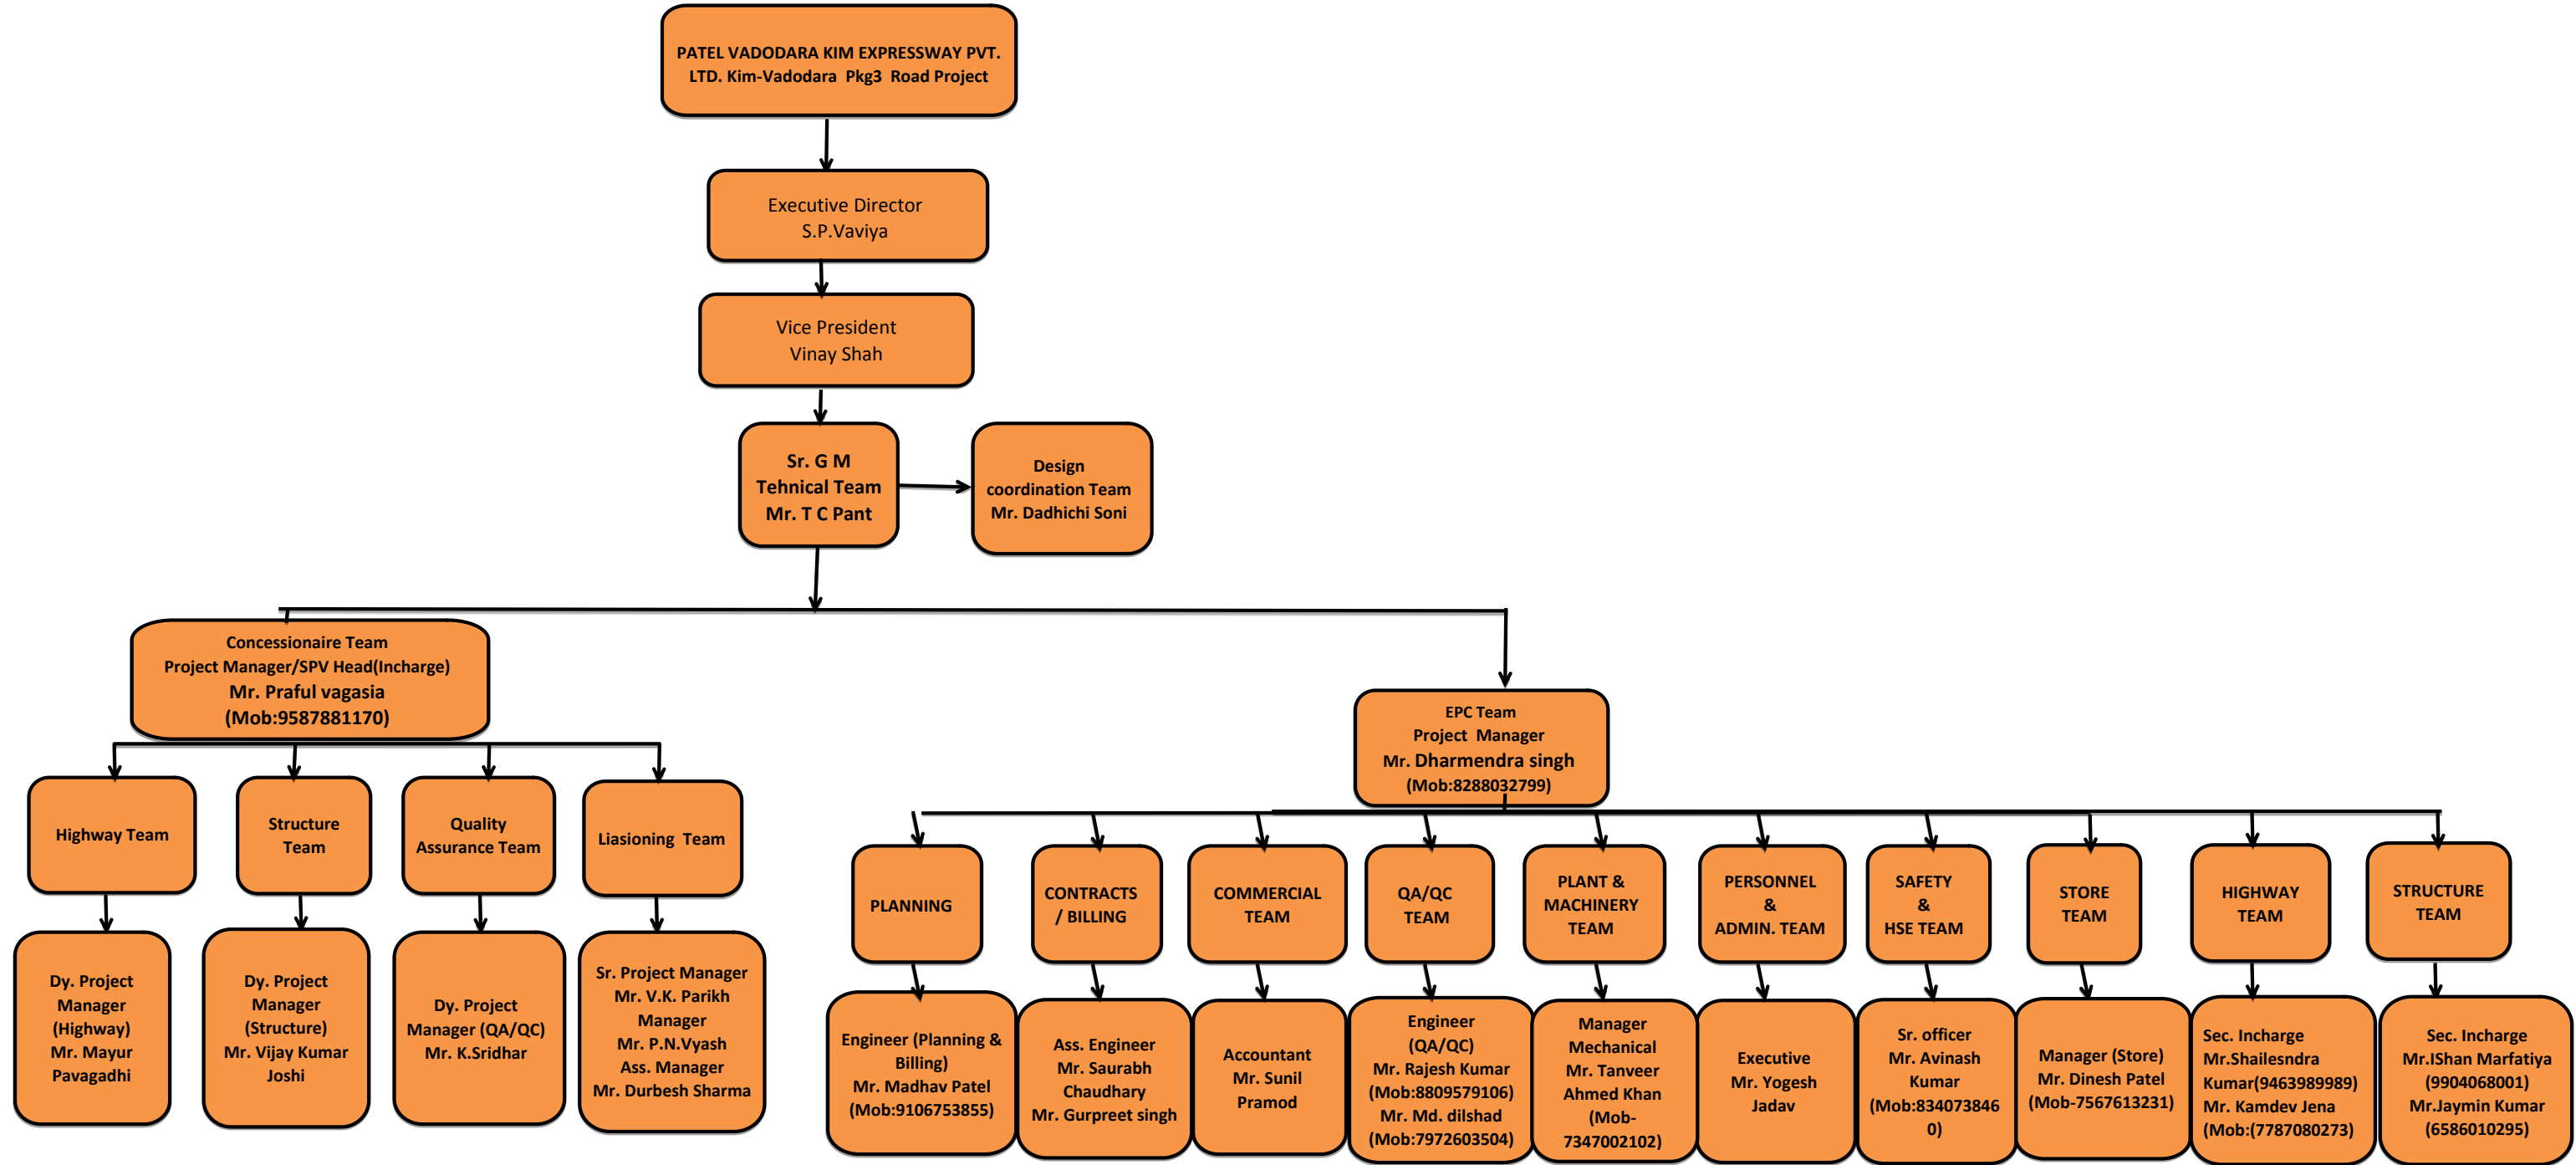 PATEL VADODARA KIM EXPRESSWAY PVT.
LTD. Kim-Vadodara Pkg3 Road Project
Executive Director
S.P.Vaviya
Vice President
Vinay Shah
Sr. G M
Tehnical Team
Mr. T C Pant
Design
coordination Team
Mr. Dadhichi Soni
Concessionaire Team
Project Manager/SPV Head(Incharge)
Mr. Praful vagasia
(Mob:9587881170)
EPC Team
Project Manager
Mr. Dharmendra singh
(Mob:8288032799)
Highway Team
Structure
Team
Quality
Assurance Team
Liasioning Team
Dy. Project
Manager
(Highway)
Mr. Mayur
Pavagadhi
Dy. Project
Manager
(Structure)
Mr. Vijay Kumar
Joshi
Dy. Project
Manager (QA/QC)
Mr. K.Sridhar
Sr. Project Manager
Mr. V.K. Parikh
Manager
Mr. P.N.Vyash
Ass. Manager
Mr. Durbesh Sharma
PLANNING
CONTRACTS
/ BILLING
COMMERCIAL
TEAM
QA/QC
TEAM
PLANT &
MACHINERY
TEAM
PERSONNEL
&
ADMIN. TEAM
SAFETY
&
HSE TEAM
STORE
TEAM
HIGHWAY
TEAM
STRUCTURE
TEAM
Engineer (Planning &
Billing)
Mr. Madhav Patel
(Mob:9106753855)
Ass. Engineer
Mr. Saurabh
Chaudhary
Mr. Gurpreet singh
Accountant
Mr. Sunil
Pramod
Engineer
(QA/QC)
Mr. Rajesh Kumar
(Mob:8809579106)
Mr. Md. dilshad
(Mob:7972603504)
Manager
Mechanical
Mr. Tanveer
Ahmed Khan
(Mob-
7347002102)
Executive
Mr. Yogesh
Jadav
Sr. officer
Mr. Avinash
Kumar
(Mob:834073846
0)
Manager (Store)
Mr. Dinesh Patel
(Mob-7567613231)
Sec. Incharge
Mr.Shailesndra
Kumar(9463989989)
Mr. Kamdev Jena
(Mob:(7787080273)
Sec. Incharge
Mr.IShan Marfatiya
(9904068001)
Mr.Jaymin Kumar
(6586010295)